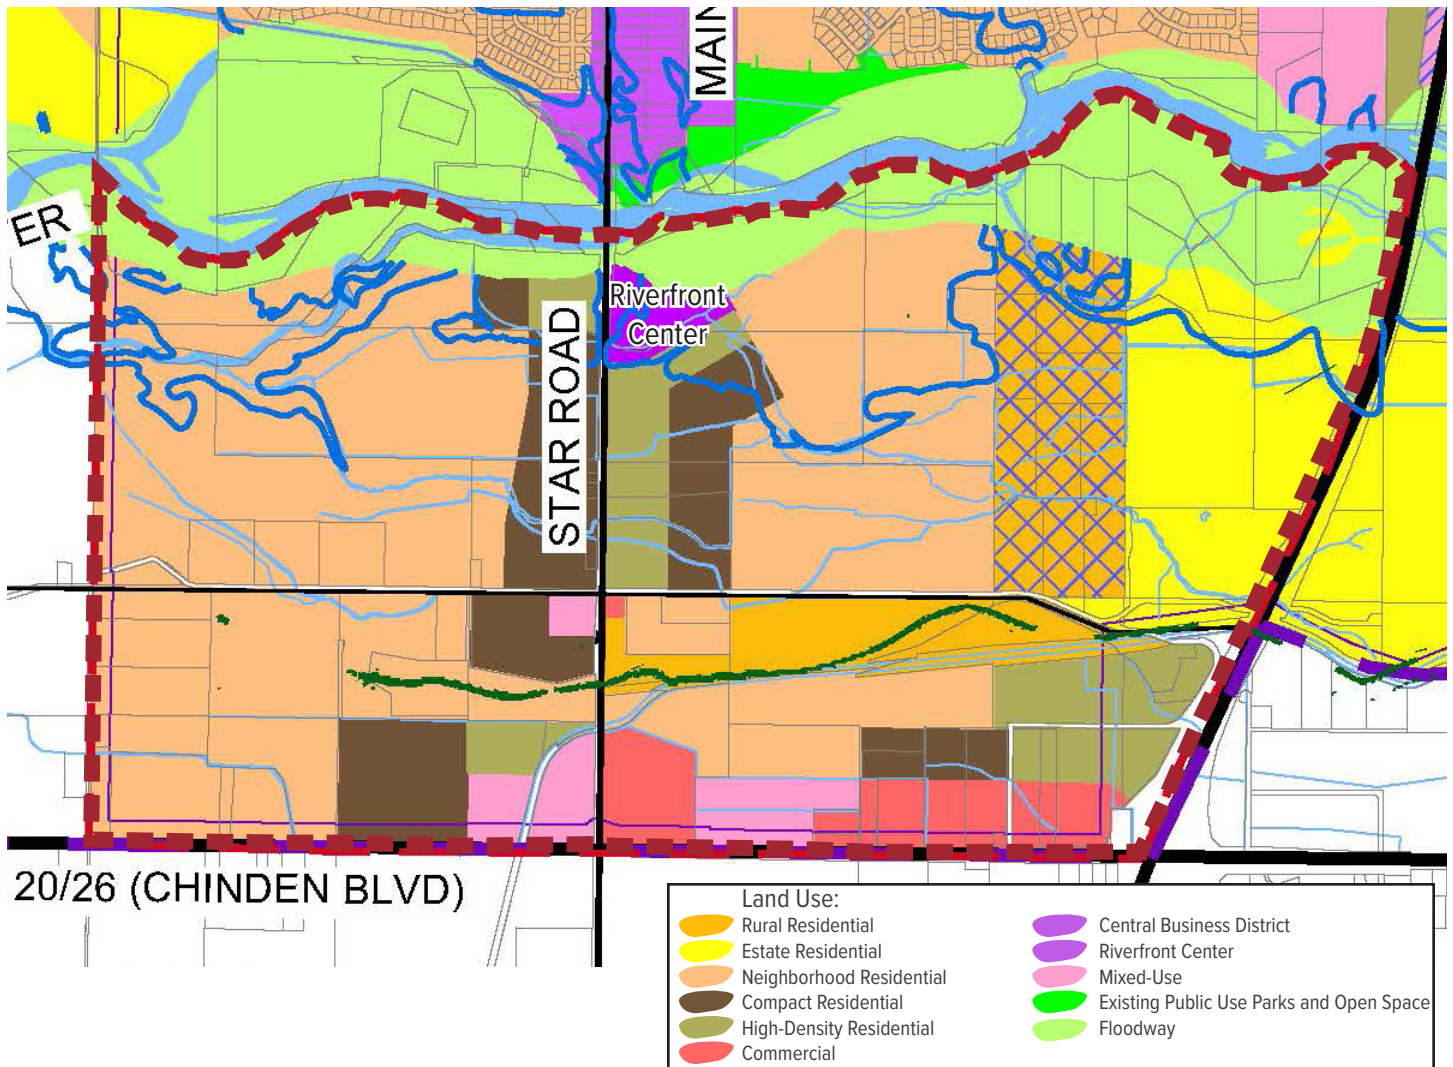 MAIN
ER
Riverfront
Center
STAR ROAD
20/26 (CHINDEN BLVD)
Land Use:
Rural Residential
Estate Residential
Neighborhood Residential
Compact Residential
High-Density Residential
Commercial
Central Business District
Riverfront Center
Mixed-Use
Existing Public Use Parks and Open Space
Floodway